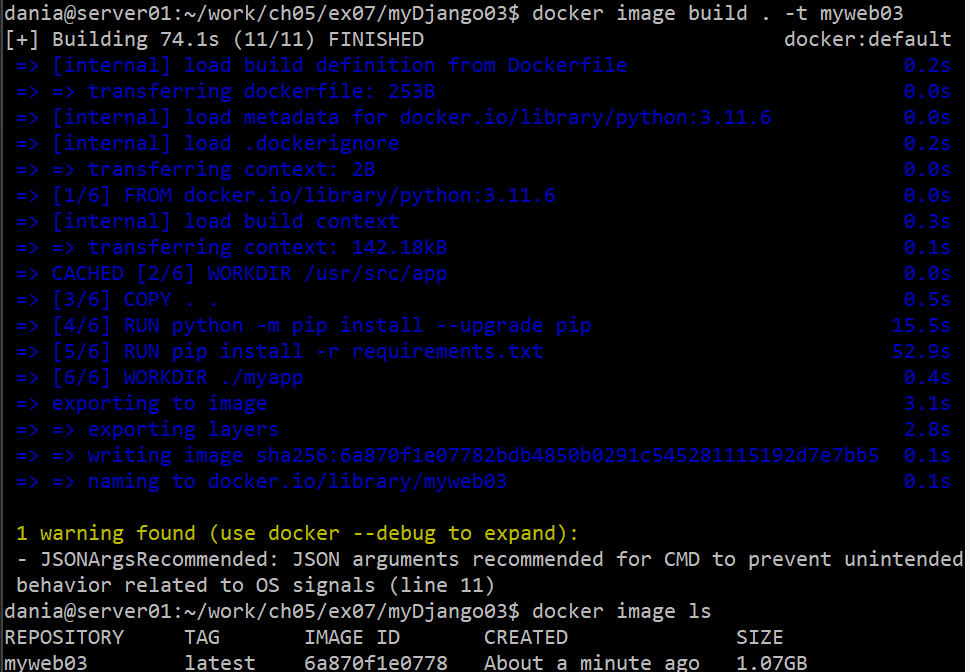 dania@server01:~/work/ch05/ex07/myDjango03$ docker image build . -t myweb03
[+] Building 74.1s (11/11) FINISHED docker:default
=> [internal] load build definition from Dockerfile 0.2s
=> => transferring dockerfile: 253B 0.0s
=> [internal] load metadata for docker.io/library/python:3.11.6 0.0s
=> [internal] load .dockerignore 0.2s
=> => transferring context: 2B 0.0s
=> [1/6] FROM docker.io/library/python:3.11.6 0.0s
=> [internal] load build context 0.3s
=> => transferring context: 142.18kB 0.1s
=> CACHED [2/6] WORKDIR /usr/src/app 0.0s
=> [3/6] COPY . . 0.5s
=> [4/6] RUN python -m pip install --upgrade pip 15.5s
=> [5/6] RUN pip install -r requirements.txt 52.9s
=> [6/6] WORKDIR ./myapp 0.4s
=> exporting to image 3.1s
=> => exporting layers 2.8s
=> => writing image sha256:6a870f1e07782bdb4850b0291c545281115192d7e7bb5 0.1s
=> => naming to docker.io/library/myweb03 0.1s
1 warning found (use docker --debug to expand):
- JSONArgsRecommended: JSON arguments recommended for CMD to prevent unintended
behavior related to OS signals (line 11)
dania@server01:~/work/ch05/ex07/myDjango03$ docker image ls
REPOSITORY TAG IMAGE ID CREATED SIZE
myweb03 latest 6a870f1e0778 About a minute ago 1.07GB